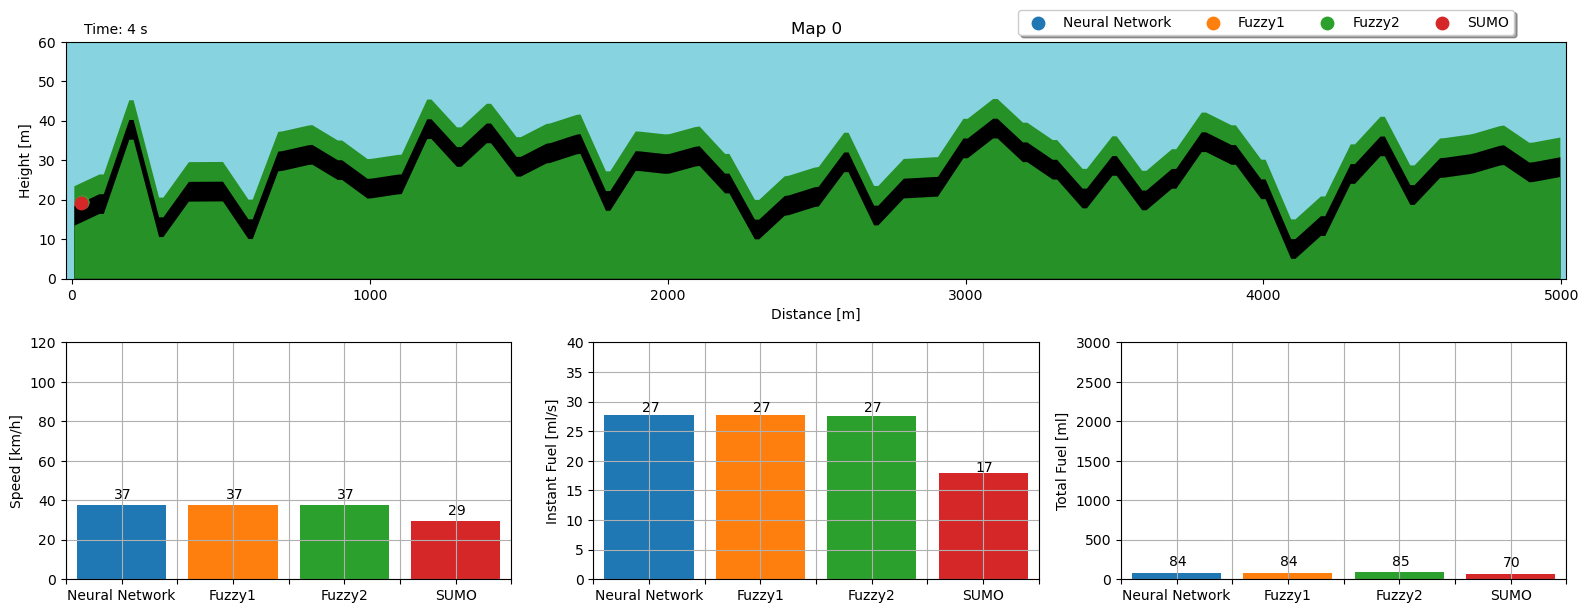 Time: 4 s
Map 0
Neural Network Fuzzy1 Fuzzy2 SUMO
Height [m]
60
50
40
30
20
10
0
0 1000 2000 3000 4000 5000
Distance [m]
Speed [km/h]
120
100
80
60
40
20
0
37 37 37 29
Neural Network Fuzzy1 Fuzzy2 SUMO
Instant Fuel [ml/s]
40
35
30
25
20
15
10
5
0
27 27 27 17
Neural Network Fuzzy1 Fuzzy2 SUMO
Total Fuel [ml]
3000
2500
2000
1500
1000
500
0
84 84 85 70
Neural Network Fuzzy1 Fuzzy2 SUMO